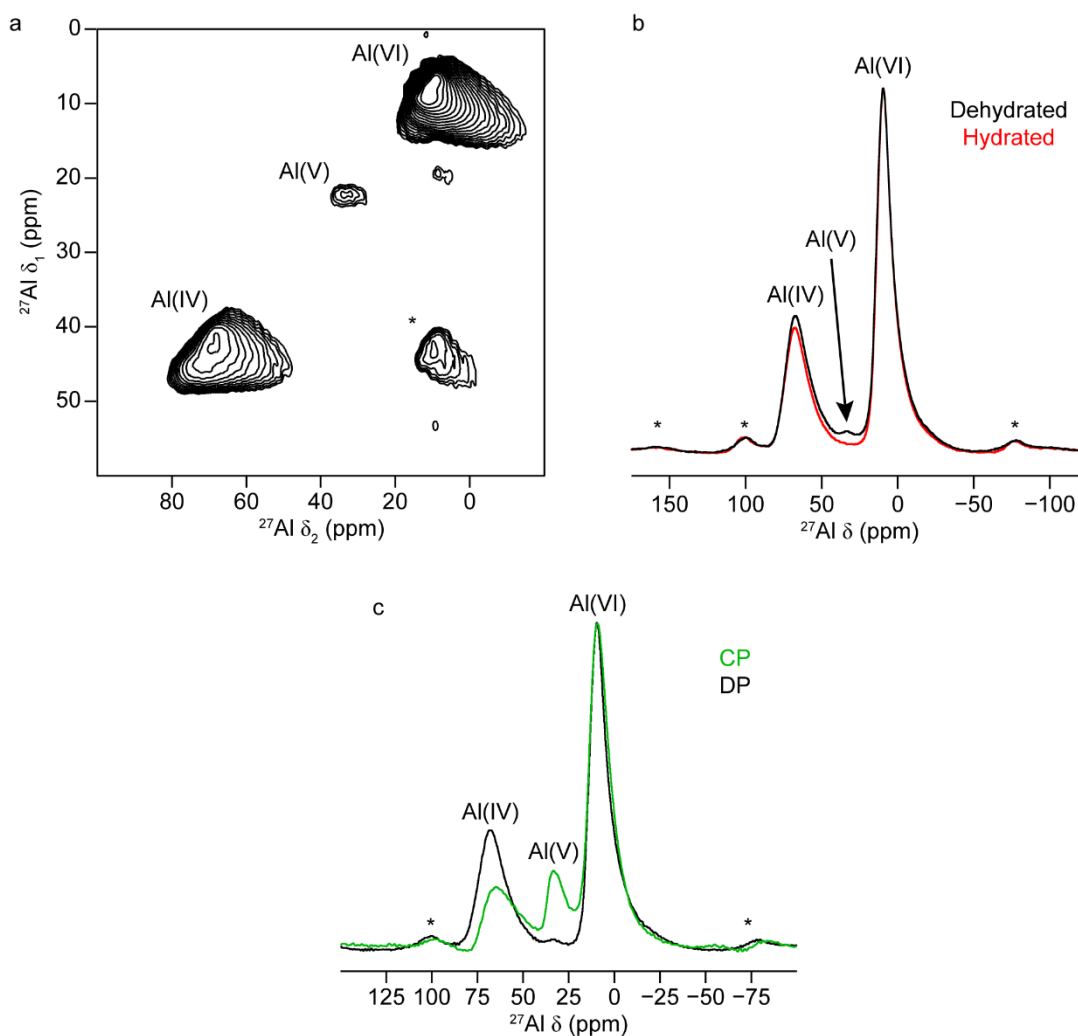 a
0
10
20
30
40
50
²⁷Al δ₁ (ppm)
Al(VI)
Al(V)
Al(IV)
*
80
60
40
20
0
²⁷Al δ₂ (ppm)
b
Al(VI)
Dehydrated
Hydrated
Al(V)
Al(IV)
*
*
*
150
100
50
0
−50
−100
²⁷Al δ (ppm)
c
Al(VI)
CP
DP
Al(IV)
Al(V)
*
*
125
100
75
50
25
0
−25
−50
−75
²⁷Al δ (ppm)